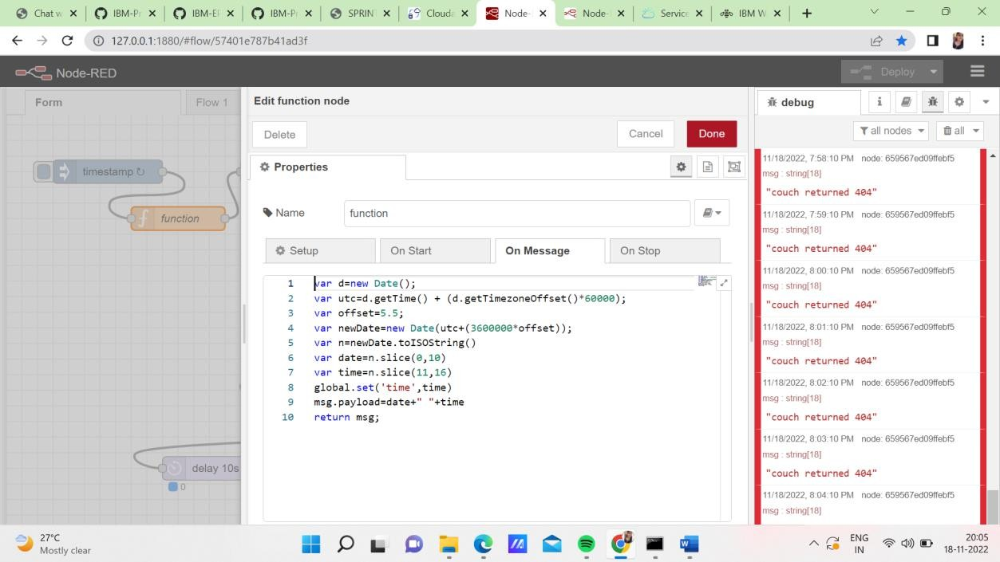 Chat w
IBM-Pr
IBM-EP
IBM-Pr
SPRINT
Clouda
Node-
Node-
Service
IBM W
127.0.0.1:1880/#flow/57401e787b41ad3f
Node-RED
Deploy
Form
Flow 1
timestamp ↻
function
delay 10s
0
Edit function node
Delete
Cancel
Done
Properties
Name
function
Setup
On Start
On Message
On Stop
1 var d=new Date();
2 var utc=d.getTime() + (d.getTimezoneOffset()*60000);
3 var offset=5.5;
4 var newDate=new Date(utc+(3600000*offset));
5 var n=newDate.toISOString()
6 var date=n.slice(0,10)
7 var time=n.slice(11,16)
8 global.set('time',time)
9 msg.payload=date+" "+time
10 return msg;
debug
all nodes
all
11/18/2022, 7:58:10 PM node: 659567ed09ffebf5
msg : string[18]
"couch returned 404"
11/18/2022, 7:59:10 PM node: 659567ed09ffebf5
msg : string[18]
"couch returned 404"
11/18/2022, 8:00:10 PM node: 659567ed09ffebf5
msg : string[18]
"couch returned 404"
11/18/2022, 8:01:10 PM node: 659567ed09ffebf5
msg : string[18]
"couch returned 404"
11/18/2022, 8:02:10 PM node: 659567ed09ffebf5
msg : string[18]
"couch returned 404"
11/18/2022, 8:03:10 PM node: 659567ed09ffebf5
msg : string[18]
"couch returned 404"
11/18/2022, 8:04:10 PM node: 659567ed09ffebf5
msg : string[18]
27°C
Mostly clear
ENG
IN
20:05
18-11-2022